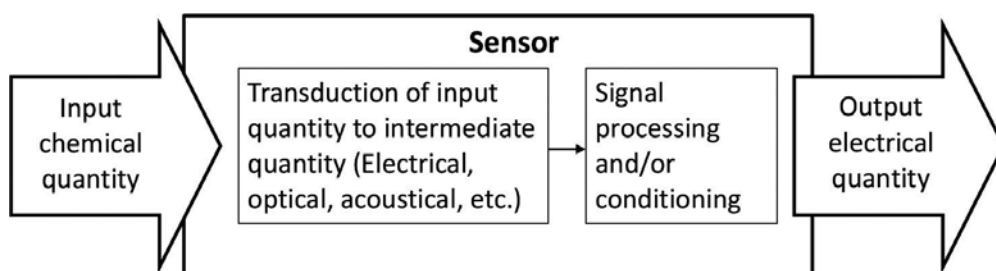 Sensor
Input
chemical
quantity
Transduction of input
quantity to intermediate
quantity (Electrical,
optical, acoustical, etc.)
Signal
processing
and/or
conditioning
Output
electrical
quantity